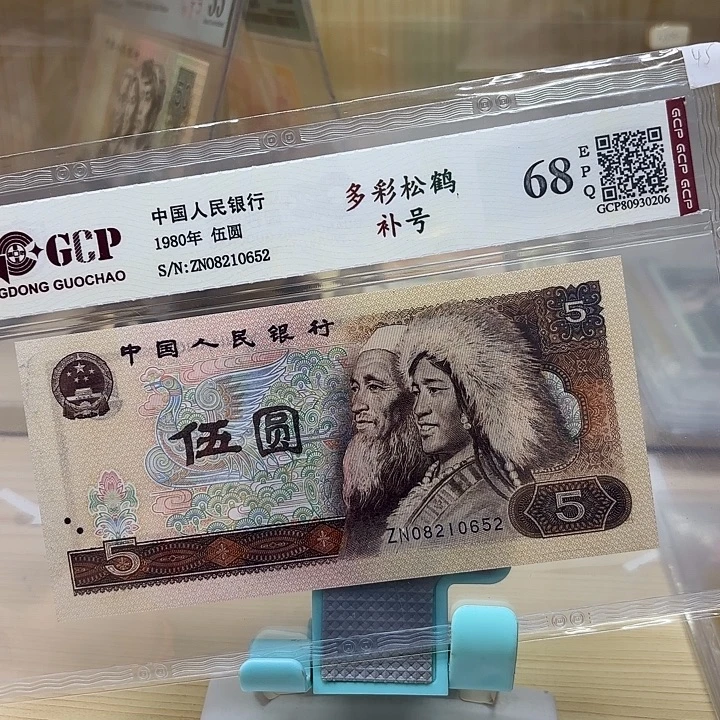 GCP
GDONG GUOCHAO
中国人民银行
1980年 伍圆
S/N:ZN08210652
多彩松鹤
补号
68
EPQ
GCP80930206
GCP GCP GCP
45
中国人民银行
伍圆
5
5
5
ZN08210652